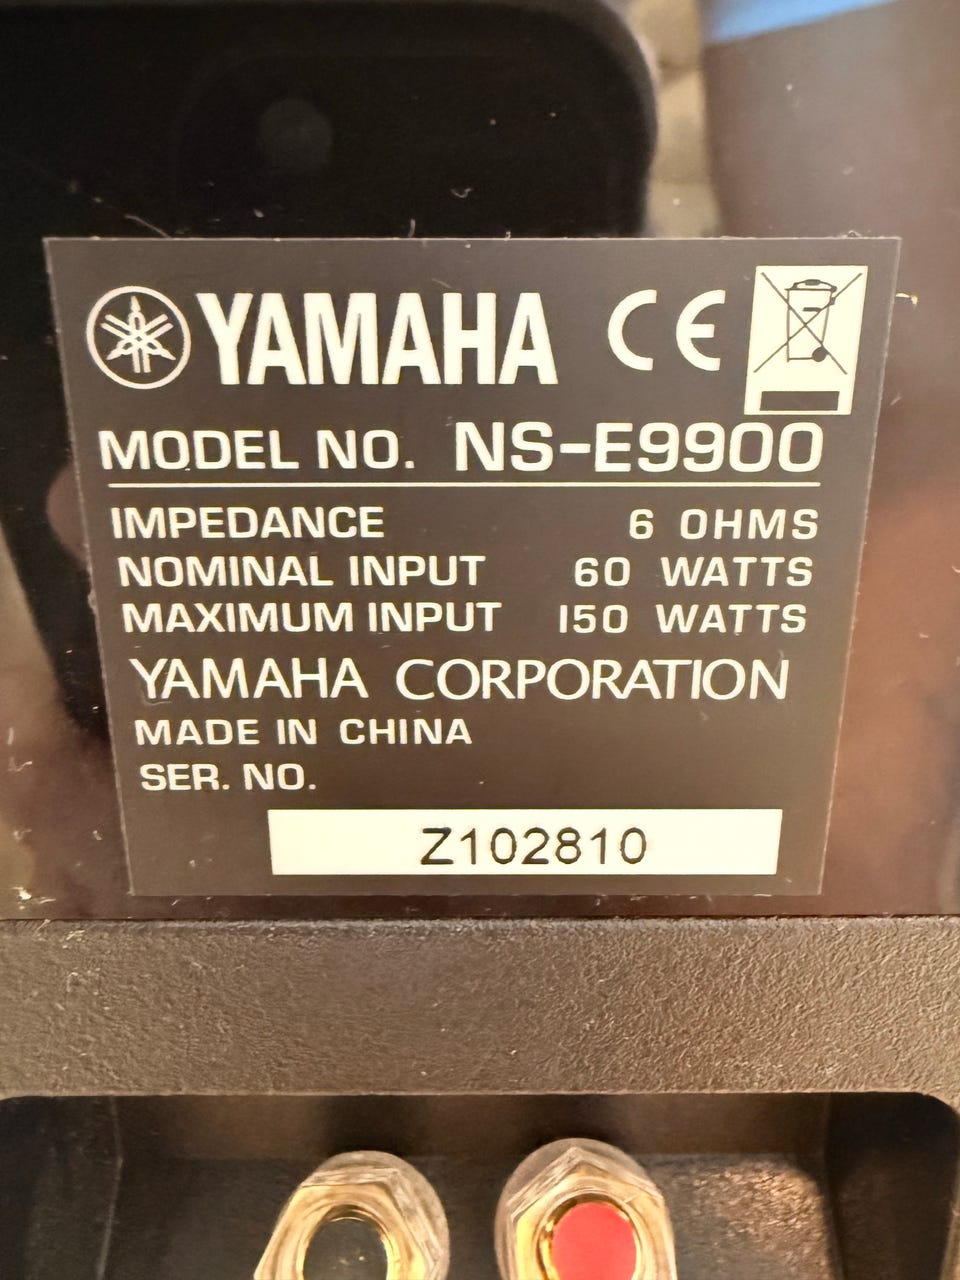 YAMAHA CE
MODEL NO. NS-E9900
IMPEDANCE 6 OHMS
NOMINAL INPUT 60 WATTS
MAXIMUM INPUT 150 WATTS
YAMAHA CORPORATION
MADE IN CHINA
SER. NO.
Z102810